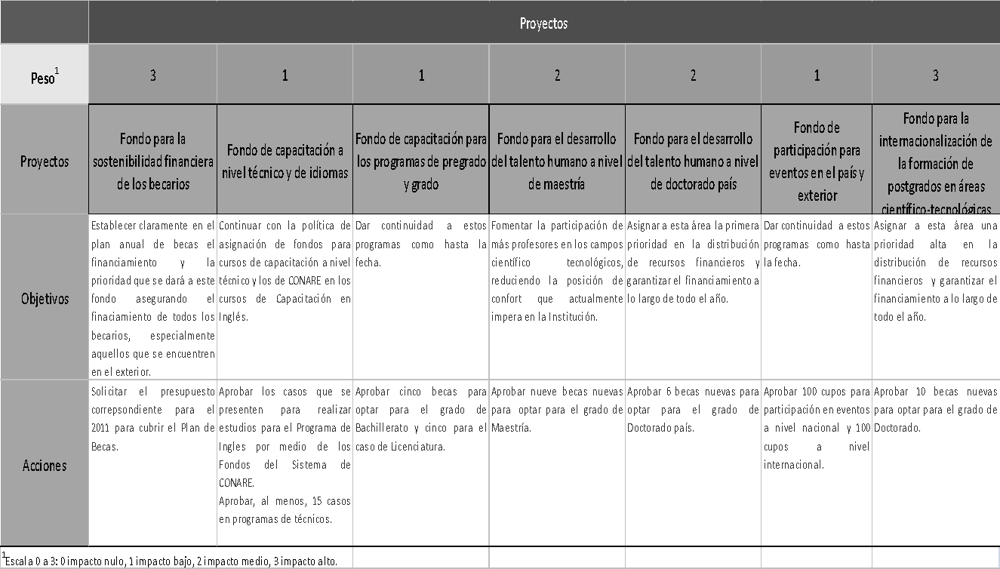 Proyectos
Peso1
3
1
1
2
2
1
3
Proyectos
Fondo para la
sostenibilidad financiera
de los becarios
Fondo de capacitación a
nivel técnico y de idiomas
Fondo de capacitación para
los programas de pregrado
y grado
Fondo para el desarrollo
del talento humano a nivel
de maestría
Fondo para el desarrollo
del talento humano a nivel
de doctorado país
Fondo de
participación para
eventos en el país y
exterior
Fondo para la
internacionalización de
la formación de
postgrados en áreas
científico-tecnológicas
Objetivos
Establecer claramente en el
plan anual de becas el
financiamiento y la
prioridad que se dará a este
fondo asegurando el
finaciamiento de todos los
becarios, especialmente
aquellos que se encuentren
en el exterior.
Continuar con la política de
asignación de fondos para
cursos de capacitación a nivel
técnico y los de CONARE en los
cursos de Capacitación en
Inglés.
Dar continuidad a estos
programas como hasta la
fecha.
Fomentar la participación de
más profesores en los campos
científico tecnológicos,
reduciendo la posición de
confort que actualmente
impera en la Institución.
Asignar a esta área la primera
prioridad en la distribución
de recursos financieros y
garantizar el financiamiento a
lo largo de todo el año.
Dar continuidad a estos
programas como hasta
la fecha.
Asignar a esta área una
prioridad alta en la
distribución de recursos
financieros y garantizar el
financiamiento a lo largo de
todo el año.
Acciones
Solicitar el presupuesto
correpsondiente para el
2011 para cubrir el Plan de
Becas.
Aprobar los casos que se
presenten para realizar
estudios para el Programa de
Ingles por medio de los
Fondos del Sistema de
CONARE.
Aprobar, al menos, 15 casos
en programas de técnicos.
Aprobar cinco becas para
optar para el grado de
Bachillerato y cinco para el
caso de Licenciatura.
Aprobar nueve becas nuevas
para optar para el grado de
Maestría.
Aprobar 6 becas nuevas para
optar para el grado de
Doctorado país.
Aprobar 100 cupos para
participación en eventos
a nivel nacional y 100
cupos a nivel
internacional.
Aprobar 10 becas nuevas
para optar para el grado de
Doctorado.
1Escala 0 a 3: 0 impacto nulo, 1 impacto bajo, 2 impacto medio, 3 impacto alto.